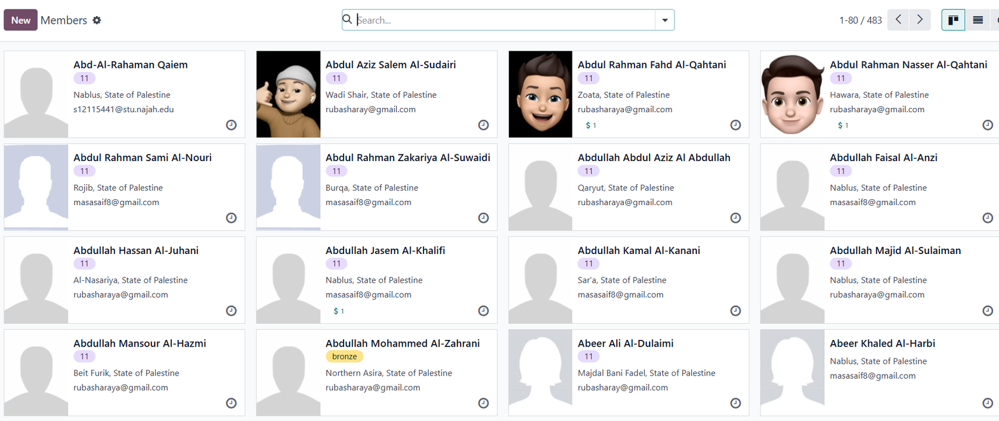 New Members Search... 1-80 / 483
Abd-Al-Rahaman Qaiem
11
Nablus, State of Palestine
s12115441@stu.najah.edu
Abdul Aziz Salem Al-Sudairi
11
Wadi Shair, State of Palestine
rubasharay@gmail.com
Abdul Rahman Fahd Al-Qahtani
11
Zoata, State of Palestine
rubasharaya@gmail.com
$ 1
Abdul Rahman Nasser Al-Qahtani
11
Hawara, State of Palestine
rubasharaya@gmail.com
$ 1
Abdul Rahman Sami Al-Nouri
11
Rojib, State of Palestine
masasaif8@gmail.com
Abdul Rahman Zakariya Al-Suwaidi
11
Burqa, State of Palestine
masasaif8@gmail.com
Abdullah Abdul Aziz Al Abdullah
11
Qaryut, State of Palestine
rubasharaya@gmail.com
Abdullah Faisal Al-Anzi
11
Nablus, State of Palestine
masasaif8@gmail.com
Abdullah Hassan Al-Juhani
11
Al-Nasariya, State of Palestine
rubasharaya@gmail.com
Abdullah Jasem Al-Khalifi
11
Nablus, State of Palestine
masasaif8@gmail.com
$ 1
Abdullah Kamal Al-Kanani
11
Sar'a, State of Palestine
masasaif8@gmail.com
Abdullah Majid Al-Sulaiman
11
Nablus, State of Palestine
rubasharaya@gmail.com
Abdullah Mansour Al-Hazmi
11
Beit Furik, State of Palestine
rubasharaya@gmail.com
Abdullah Mohammed Al-Zahrani
bronze
Northern Asira, State of Palestine
rubasharaya@gmail.com
Abeer Ali Al-Dulaimi
11
Majdal Bani Fadel, State of Palestine
rubasharay@gmail.com
Abeer Khaled Al-Harbi
Nablus, State of Palestine
masasaif8@gmail.com